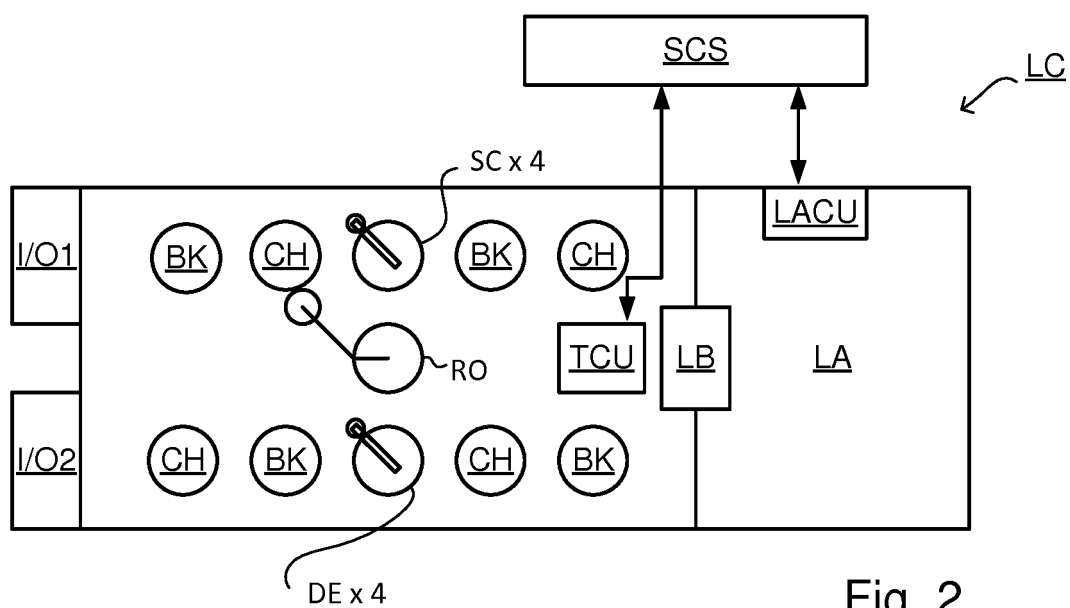 SCS
LC
SC x 4
LACU
I/O1
BK
CH
BK
CH
RO
TCU
LB
LA
I/O2
CH
BK
CH
BK
DE x 4
Fig. 2